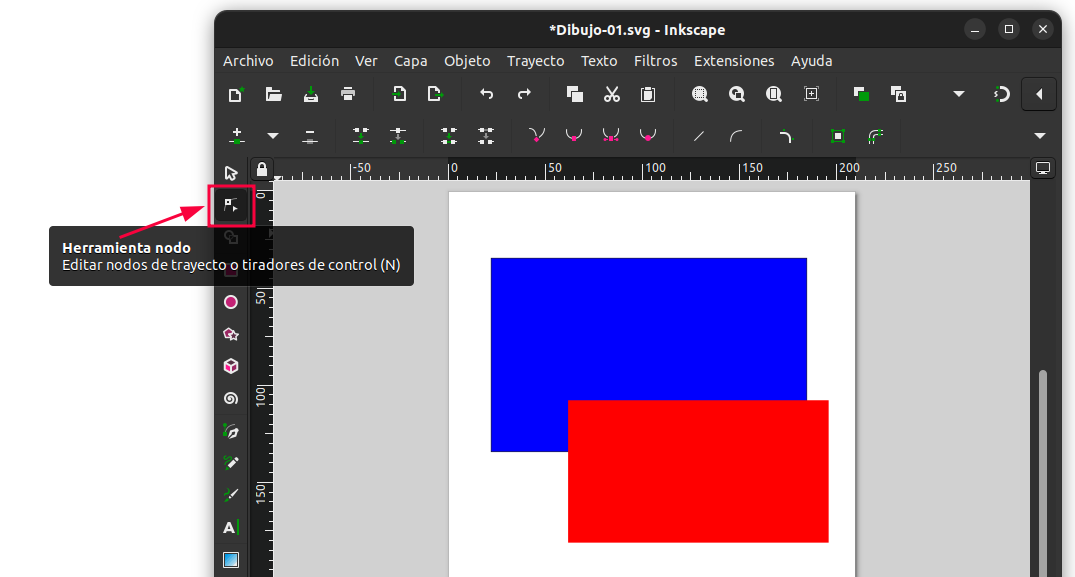 *Dibujo-01.svg - Inkscape
Archivo Edición Ver Capa Objeto Trayecto Texto Filtros Extensiones Ayuda
-50 0 50 100 150 200 250
0
Herramienta nodo
Editar nodos de trayecto o tiradores de control (N)
50
100
150
A